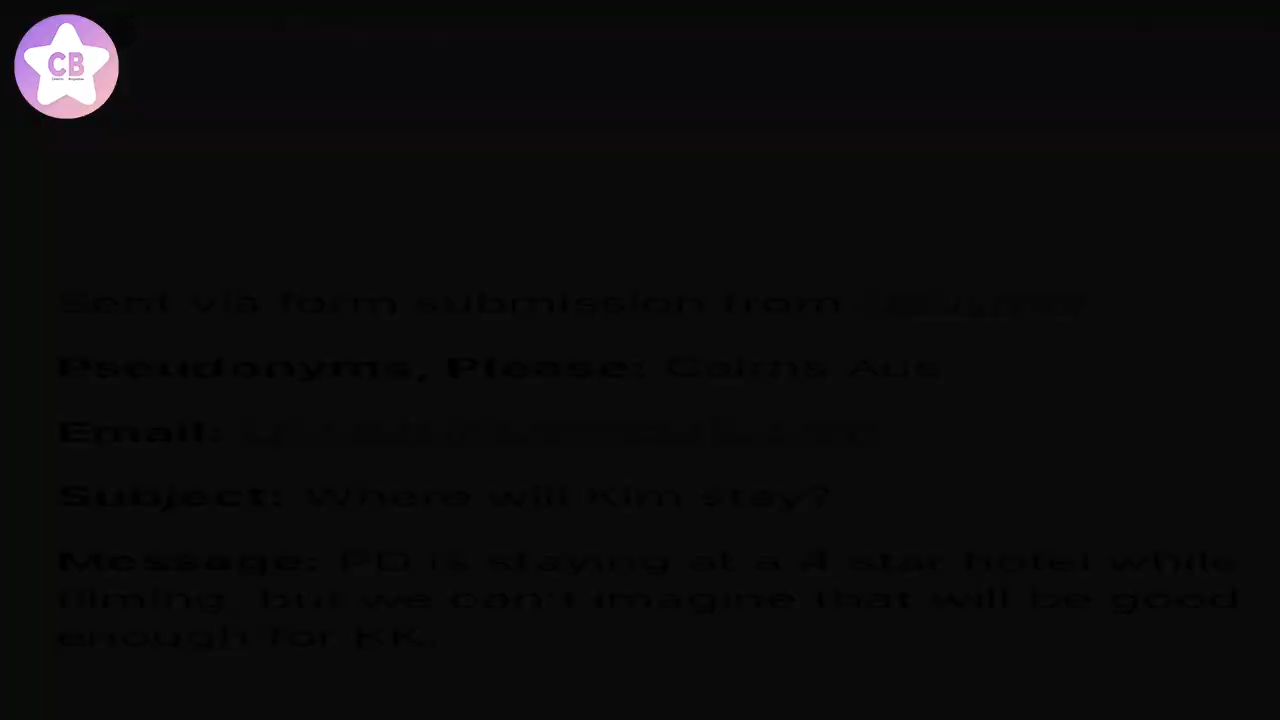 CB
Sent via form submission from
Pseudonyms, Please: Cairns Aus
Email:
Subject: Where will Kim stay?
Message: PD is staying at a 4 star hotel while
filming, but we can't imagine that will be good
enough for KK.